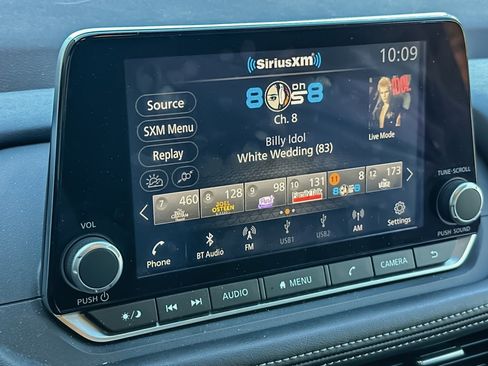 SiriusXM
10:09
Source
SXM Menu
Replay
80s on 8
Ch. 8
Billy Idol
White Wedding (83)
IDOL
Live Mode
7 460
8 128
9 98
10 131
11 8
12 173
VOL
TUNE·SCROLL
PUSH
PUSH SOUND
Phone
BT Audio
FM
USB1
USB2
AM
Settings
AUDIO
MENU
CAMERA